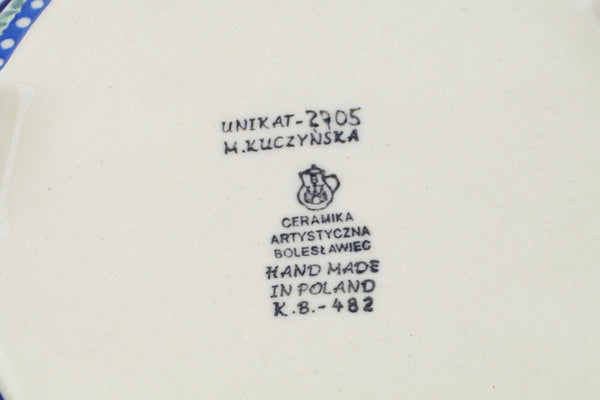 UNIKAT-2705
M.KUCZYŃSKA
CERAMIKA
ARTYSTYCZNA
BOLESŁAWIEC
HAND MADE
IN POLAND
K.B.-482